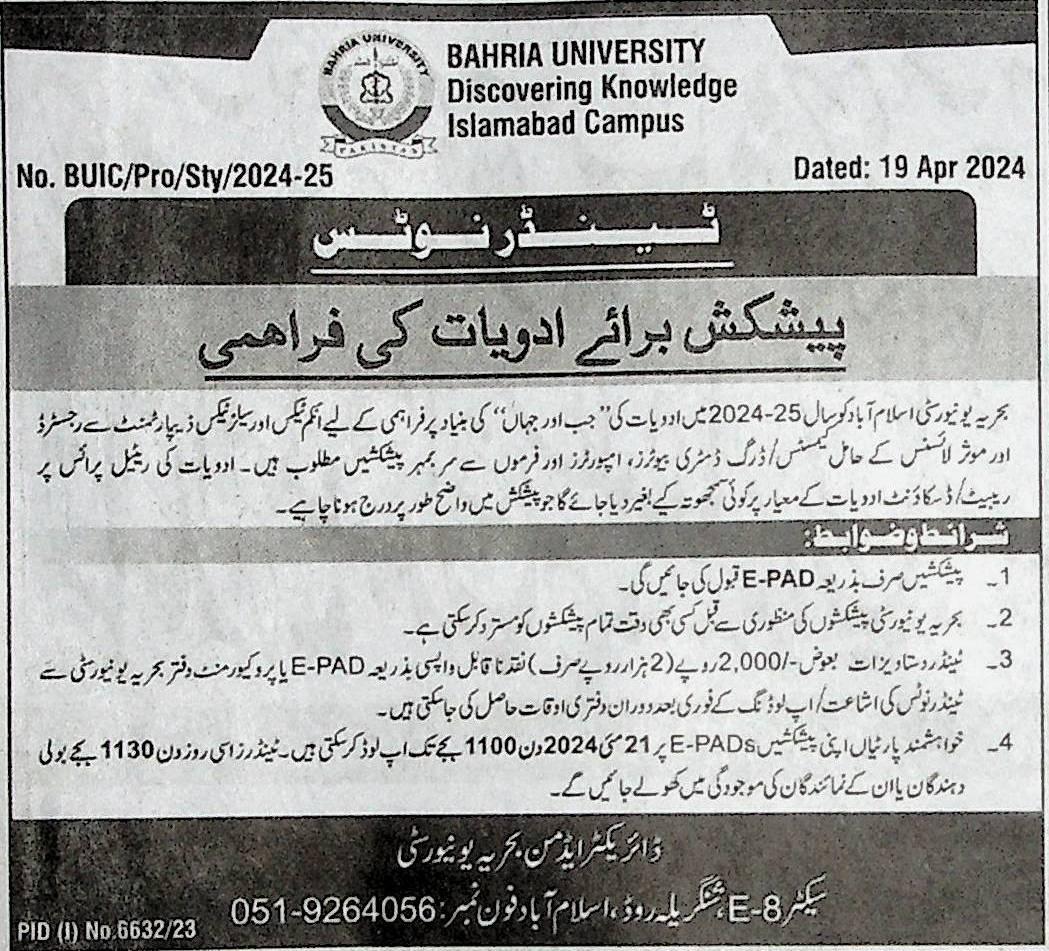 BAHRIA UNIVERSITY
PAKISTAN
BAHRIA UNIVERSITY
Discovering Knowledge
Islamabad Campus
No. BUIC/Pro/Sty/2024-25
Dated: 19 Apr 2024
ٹینڈر نوٹس
پیشکش برائے ادویات کی فراھمی
بحریہ یونیورسٹی اسلام آباد کو سال 25-2024 میں ادویات کی "جب اور جہاں" کی بنیاد پر فراہمی کے لیے انکم ٹیکس اور سیلز ٹیکس ڈیپارٹمنٹ سے رجسٹرڈ
اور موثر لائسنس کے حامل کیمسٹس/ڈرگ ڈسٹری بیوٹرز، امپورٹرز اور فرموں سے سربمہر پیشکشیں مطلوب ہیں۔ ادویات کی ریٹیل پرائس پر
ریبیٹ/ڈسکاؤنٹ ادویات کے معیار پر کوئی سمجھوتہ کے بغیر دیا جائے گا جو پیشکش میں واضح طور پر درج ہونا چاہیے۔
شرائط وضوابط:
1۔ پیشکشیں صرف بذریعہ E-PAD قبول کی جائیں گی۔
2۔ بحریہ یونیورسٹی پیشکشوں کی منظوری سے قبل کسی بھی وقت تمام پیشکشوں کو مسترد کرسکتی ہے۔
3۔ ٹینڈر دستاویزات بعوض -/2,000 روپے (2 ہزار روپے صرف) نقد ناقابل واپسی بذریعہ E-PAD یا پروکیورمنٹ دفتر بحریہ یونیورسٹی سے
ٹینڈر نوٹس کی اشاعت/اپ لوڈنگ کے فوری بعد دوران دفتری اوقات حاصل کی جاسکتی ہیں۔
4۔ خواہشمند پارٹیاں اپنی پیشکشیں E-PADs پر 21 مئی 2024 دن 1100 بجے تک اپ لوڈ کرسکتی ہیں۔ ٹینڈرز اسی روز دن 1130 بجے بولی
دہندگان یا ان کے نمائندگان کی موجودگی میں کھولے جائیں گے۔
ڈائریکٹر ایڈمن بحریہ یونیورسٹی
سیکٹر E-8، شنگریلہ روڈ، اسلام آباد فون نمبر: 051-9264056
PID (I) No.6632/23